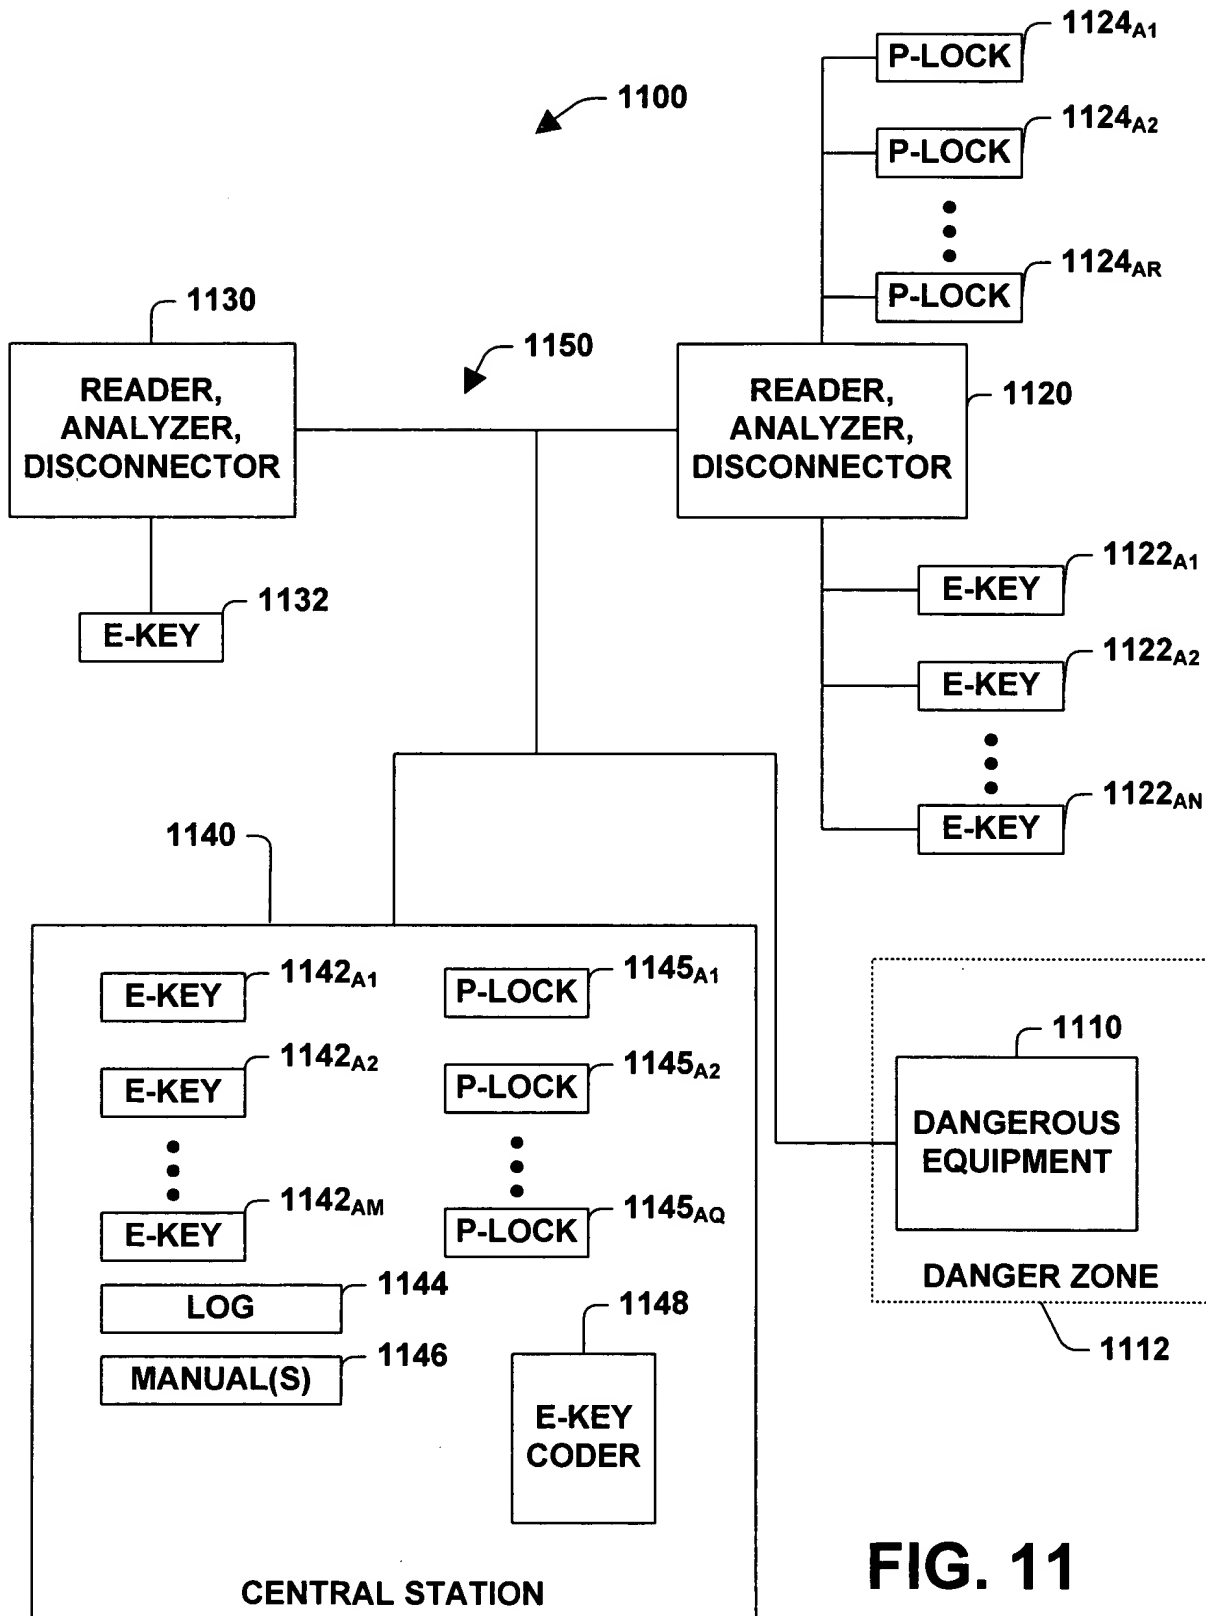 1124A1
P-LOCK
1100
1124A2
P-LOCK
1124AR
P-LOCK
1130
1150
READER,
ANALYZER,
DISCONNECTOR
READER,
ANALYZER,
DISCONNECTOR
1120
1132
E-KEY
1122A1
E-KEY
1122A2
E-KEY
1122AN
E-KEY
1140
1142A1
E-KEY
1145A1
P-LOCK
1142A2
E-KEY
1145A2
P-LOCK
1142AM
E-KEY
1145AQ
P-LOCK
1144
LOG
1146
MANUAL(S)
1148
E-KEY
CODER
CENTRAL STATION
1110
DANGEROUS
EQUIPMENT
DANGER ZONE
1112
FIG. 11